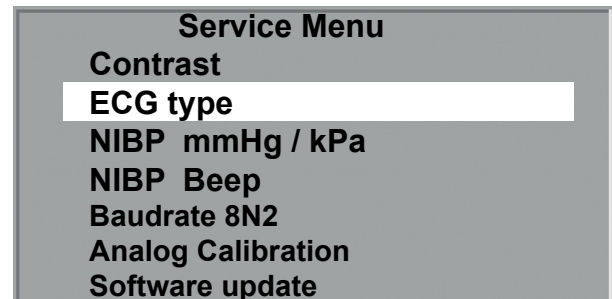 Service Menu
Contrast
ECG type
NIBP mmHg / kPa
NIBP Beep
Baudrate 8N2
Analog Calibration
Software update